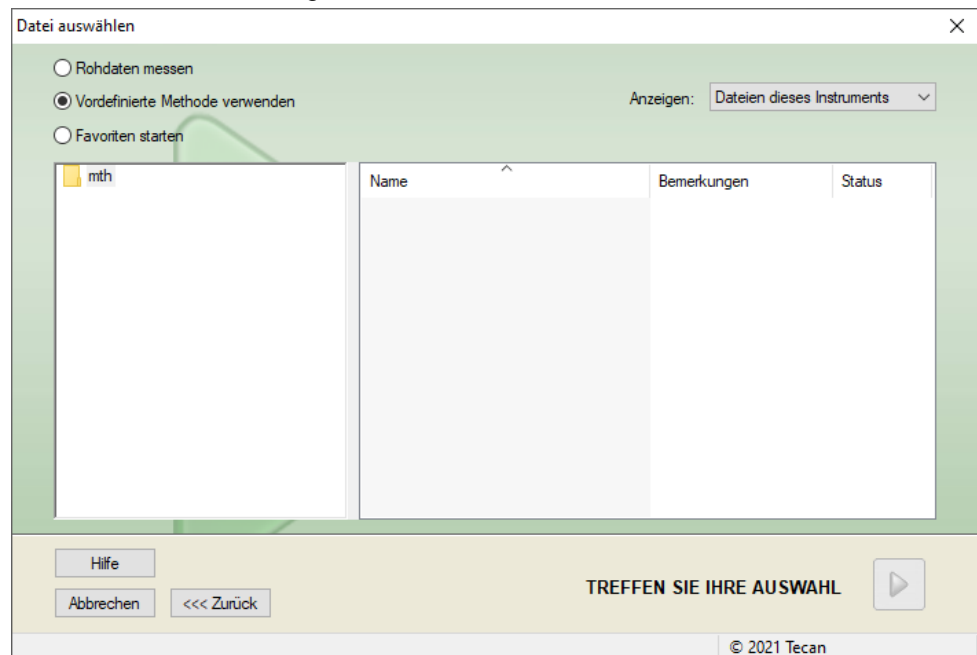 Datei auswählen
Rohdaten messen
Vordefinierte Methode verwenden
Anzeigen: Dateien dieses Instruments
Favoriten starten
mth
Name Bemerkungen Status
Hilfe
TREFFEN SIE IHRE AUSWAHL
Abbrechen <<< Zurück
© 2021 Tecan